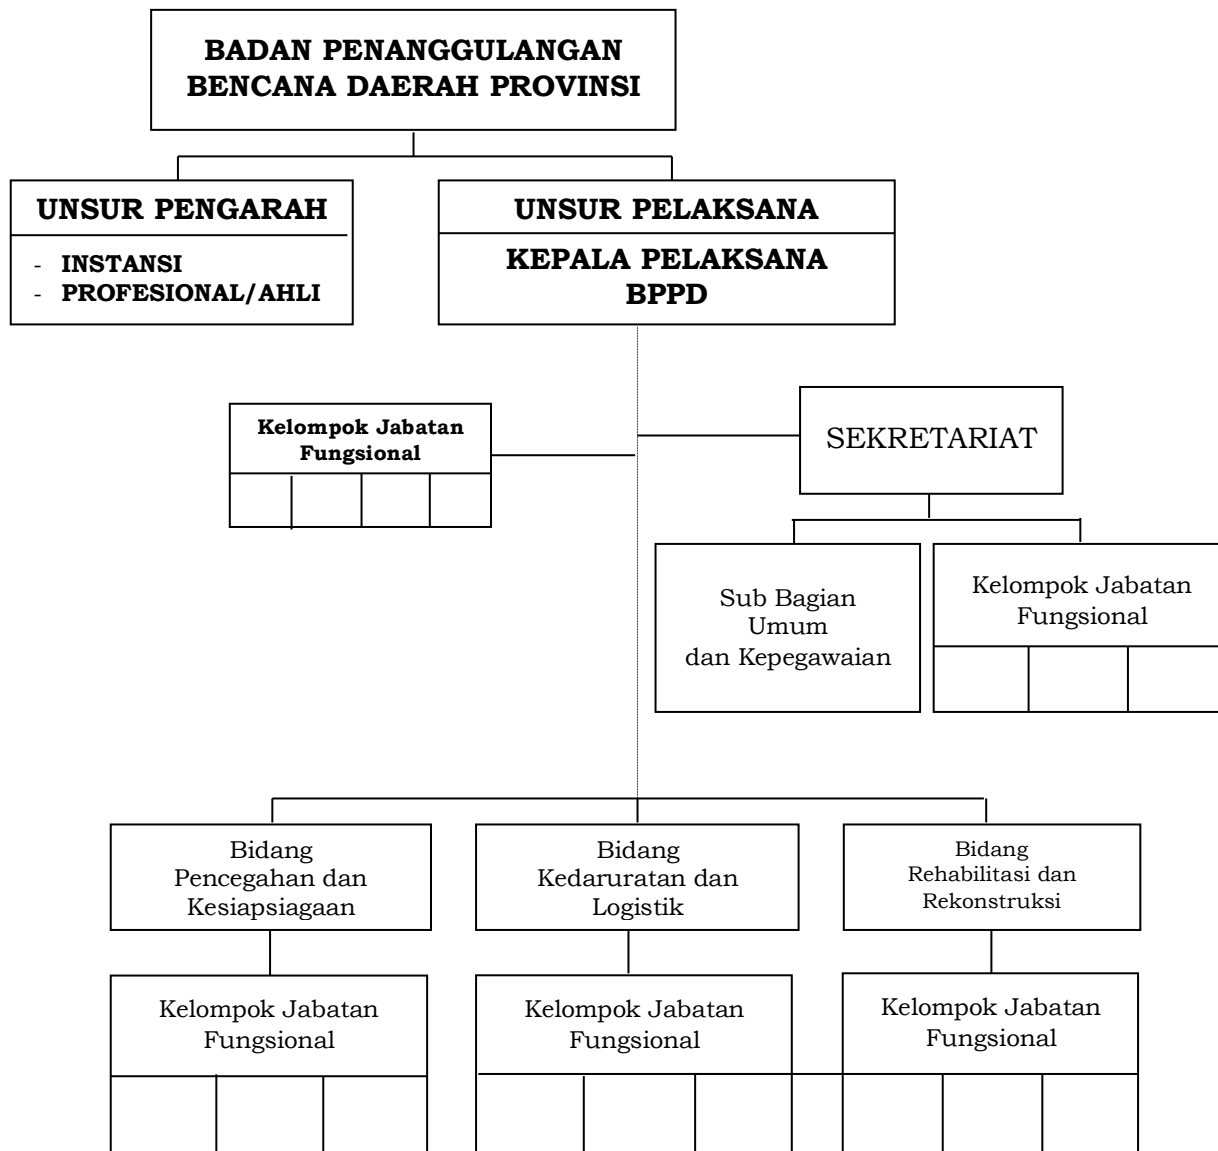 BADAN PENANGGULANGAN
BENCANA DAERAH PROVINSI
UNSUR PENGARAH
- INSTANSI
- PROFESIONAL/AHLI
UNSUR PELAKSANA
KEPALA PELAKSANA
BPPD
Kelompok Jabatan
Fungsional
SEKRETARIAT
Sub Bagian
Umum
dan Kepegawaian
Kelompok Jabatan
Fungsional
Bidang
Pencegahan dan
Kesiapsiagaan
Bidang
Kedaruratan dan
Logistik
Bidang
Rehabilitasi dan
Rekonstruksi
Kelompok Jabatan
Fungsional
Kelompok Jabatan
Fungsional
Kelompok Jabatan
Fungsional